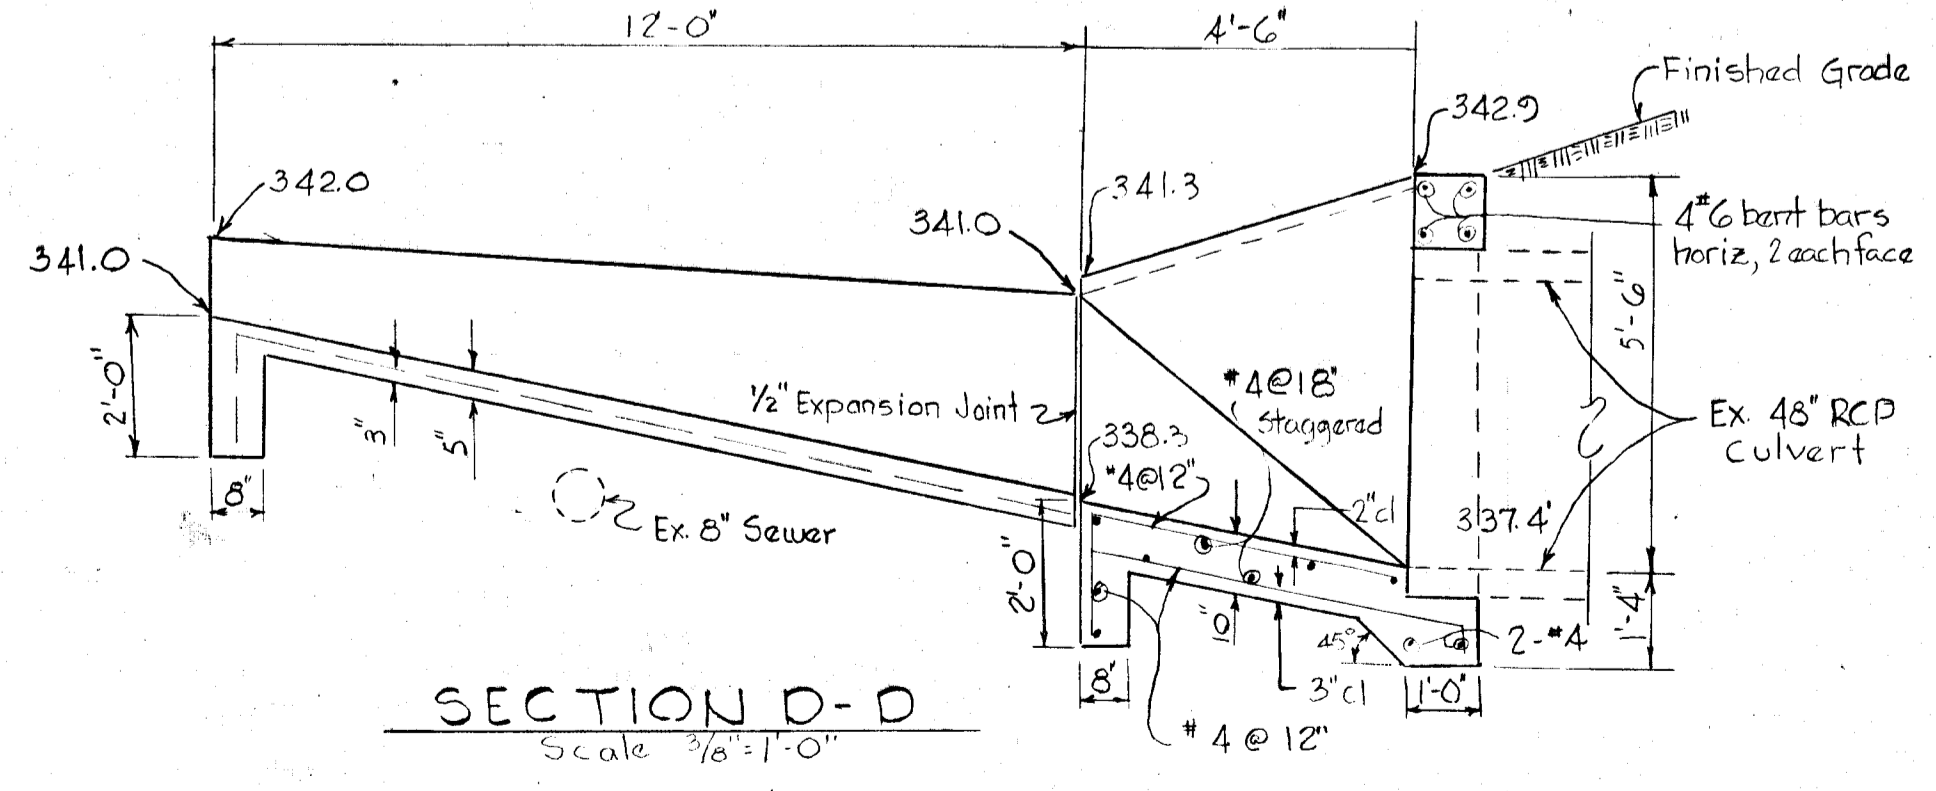 12'-0"
4'-6"
Finished Grade
342.9
342.0
341.3
341.0
341.0
4#6 bent bars
horiz, 2 each face
5'-6"
2'-0"
1/2" Expansion Joint
#4@18"
staggered
Ex. 48" RCP
Culvert
3"
5"
338.3
#4@12"
2"cl
337.4'
8"
Ex. 8" Sewer
2'-0"
10"
45°
2-#4
1'-4"
8"
3"cl
1'-0"
#4@12"
SECTION D-D
Scale 3/8"=1'-0"